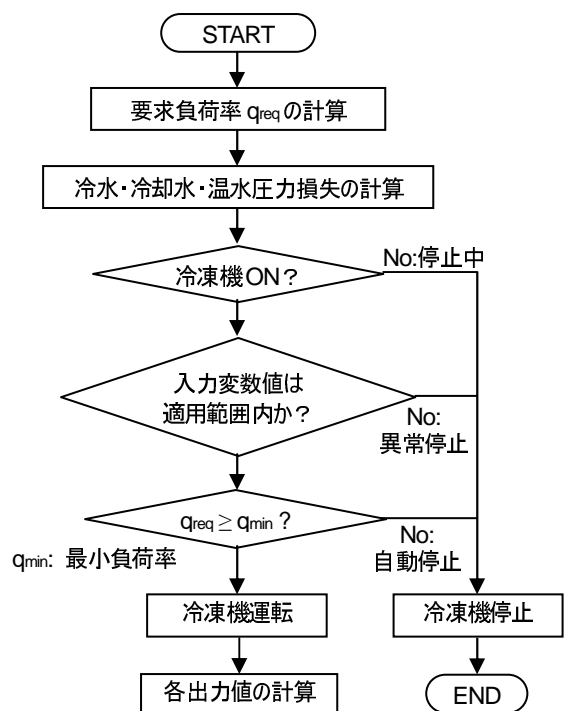 START
要求負荷率 qreq の計算
冷水・冷却水・温水圧力損失の計算
No:停止中
冷凍機ON？
入力変数値は
適用範囲内か？
No:
異常停止
qreq ≥ qmin ?
No:
自動停止
qmin: 最小負荷率
冷凍機運転
冷凍機停止
各出力値の計算
END